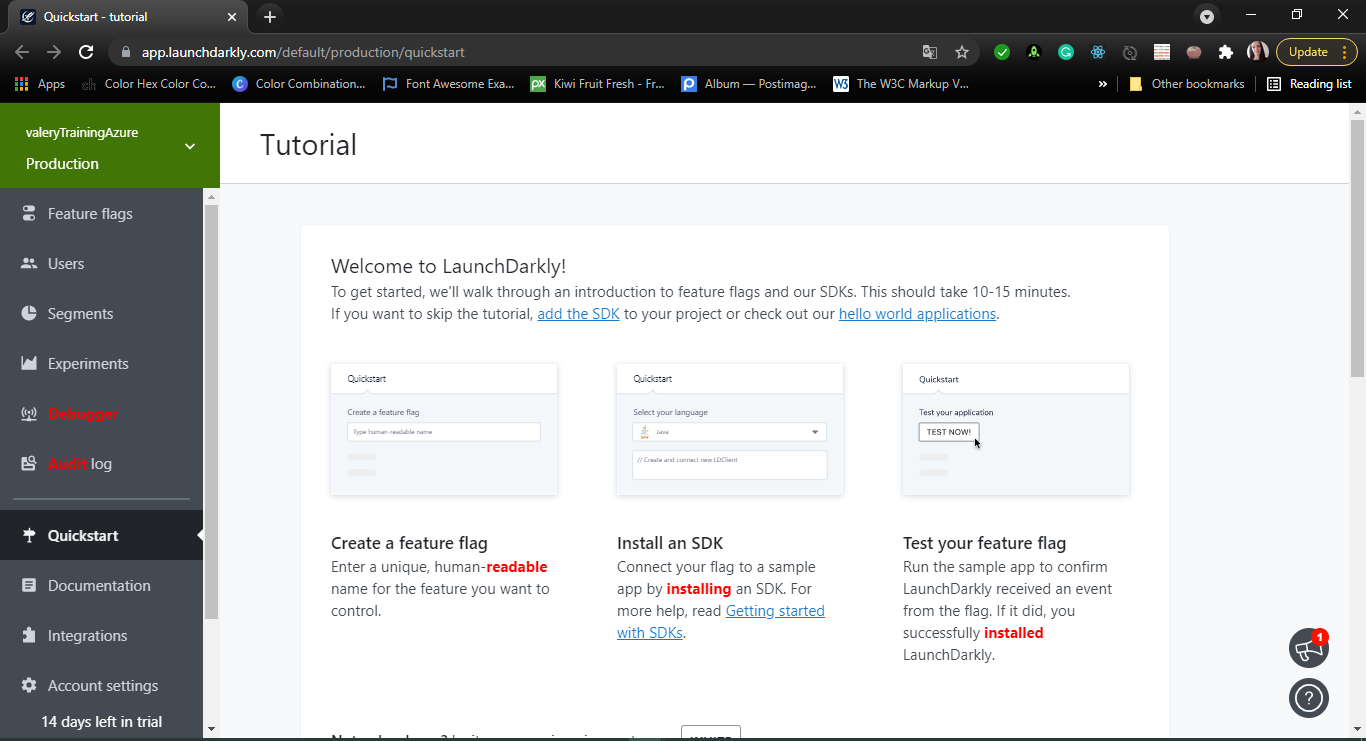 Quickstart - tutorial
app.launchdarkly.com/default/production/quickstart
Update
Apps
Color Hex Color Co...
Color Combination...
Font Awesome Exa...
px
Kiwi Fruit Fresh - Fr...
Album — Postimag...
W3
The W3C Markup V...
»
Other bookmarks
Reading list
valeryTrainingAzure
Production
Tutorial
Feature flags
Users
Segments
Experiments
Debugger
Audit log
Quickstart
Documentation
Integrations
Account settings
14 days left in trial
Welcome to LaunchDarkly!
To get started, we'll walk through an introduction to feature flags and our SDKs. This should take 10-15 minutes.
If you want to skip the tutorial, add the SDK to your project or check out our hello world applications.
Quickstart
Create a feature flag
Type human-readable name
Quickstart
Select your language
Java
// Create and connect new LDClient
Quickstart
Test your application
TEST NOW!
Create a feature flag
Enter a unique, human-readable
name for the feature you want to
control.
Install an SDK
Connect your flag to a sample
app by installing an SDK. For
more help, read Getting started
with SDKs.
Test your feature flag
Run the sample app to confirm
LaunchDarkly received an event
from the flag. If it did, you
successfully installed
LaunchDarkly.
1
?